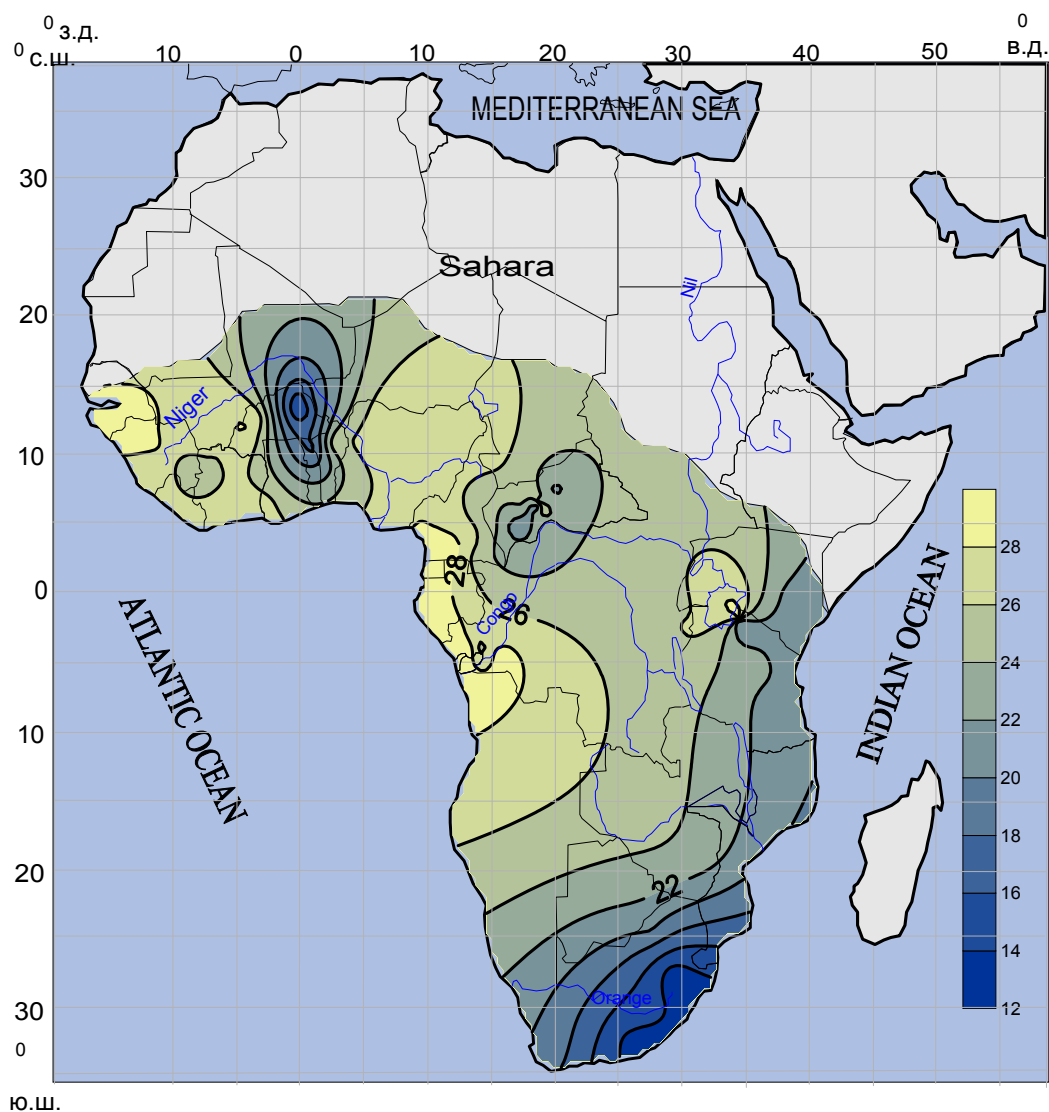 0 з.д.
0
0 с.ш.
10 0 10 20 30 40 50
в.д.
MEDITERRANEAN SEA
30
Sahara
Nil
20
Niger
10
28
28
0
26
Congo
26
ATLANTIC OCEAN
INDIAN OCEAN
24
22
10
20
18
20
22
16
14
Orange
30
12
0
ю.ш.